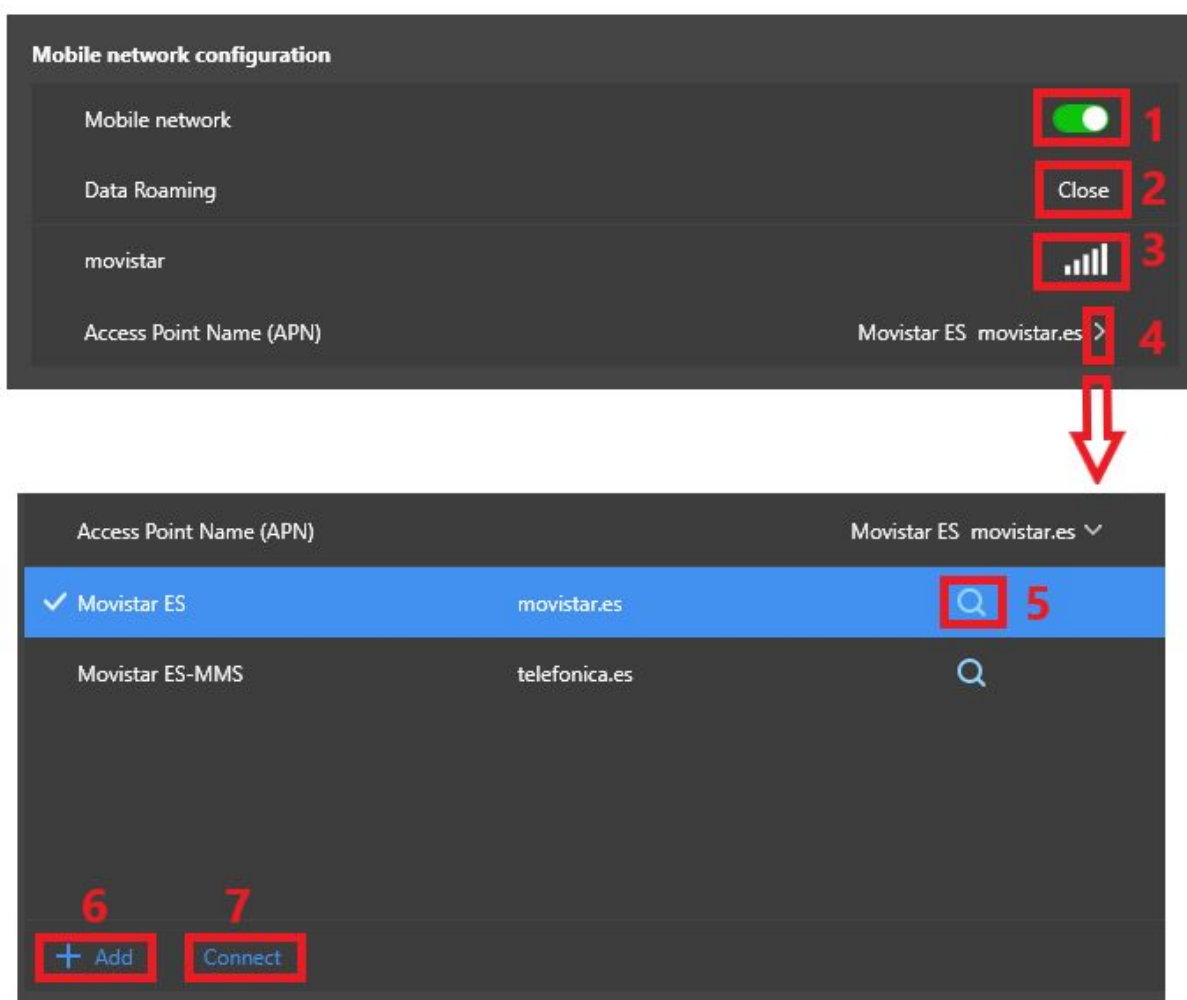 Mobile network configuration
Mobile network 1
Data Roaming Close 2
movistar 3
Access Point Name (APN) Movistar ES movistar.es 4
Access Point Name (APN) Movistar ES movistar.es
Movistar ES movistar.es 5
Movistar ES-MMS telefonica.es
6 7
Add Connect